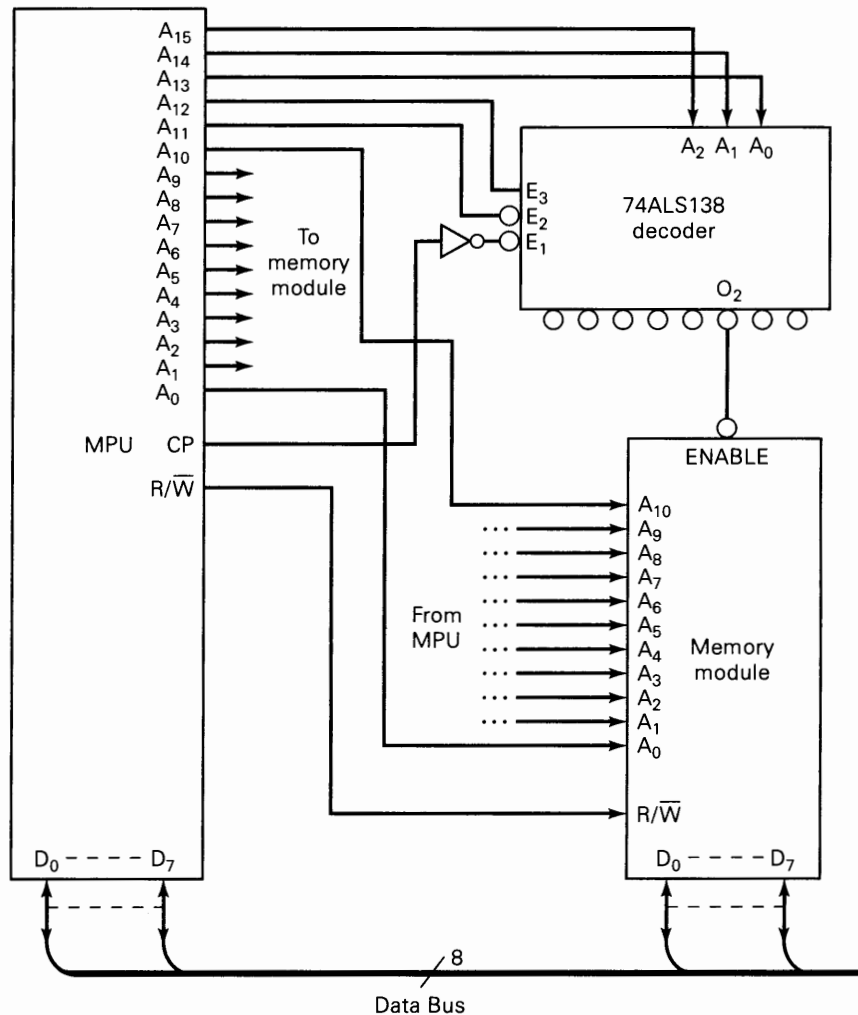 A15
A14
A13
A12
A11
A10
A9
A8
A7
A6
A5
A4
A3
A2
A1
A0
To
memory
module
MPU CP
R/W̅
D0 - - - - - D7
A2 A1 A0
E3
E2
E1
74ALS138
decoder
O2
ENABLE
A10
A9
A8
A7
A6
A5
A4
A3
A2
A1
A0
From
MPU
Memory
module
R/W̅
D0 - - - - - D7
8
Data Bus